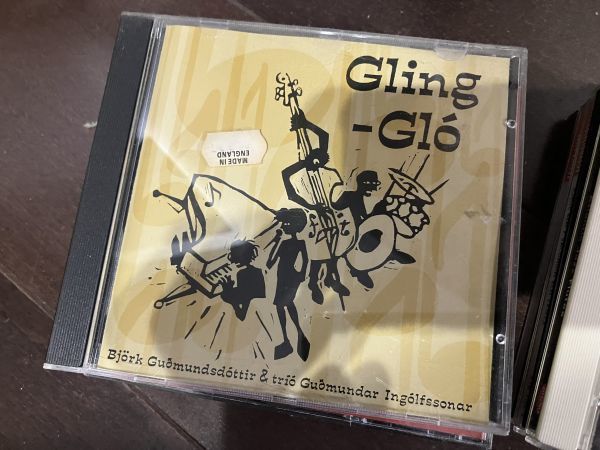 Gling
-Gló
MADE IN
ENGLAND
Björk Guðmundsdóttir & tríó Guðmundar Ingólfssonar